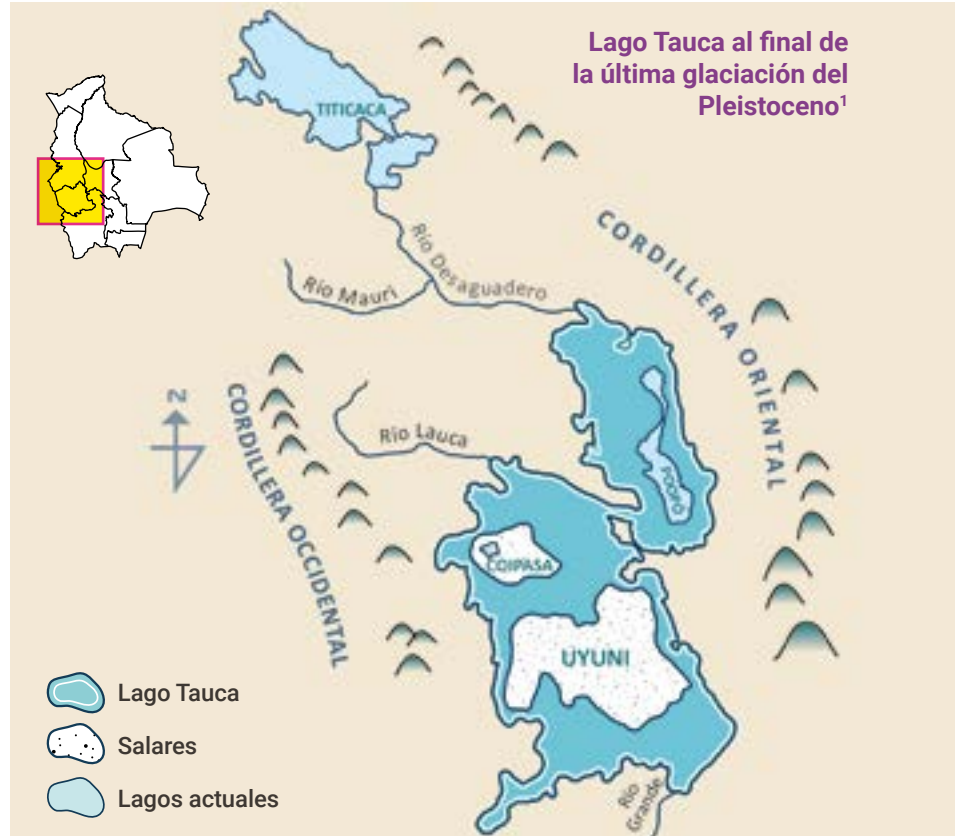 Lago Tauca al final de
la última glaciación del
Pleistoceno¹
TITICACA
Río Desaguadero
Río Mauri
CORDILLERA ORIENTAL
N
CORDILLERA OCCIDENTAL
Río Lauca
POOPÓ
COIPASA
UYUNI
Lago Tauca
Salares
Lagos actuales
Río
Grande